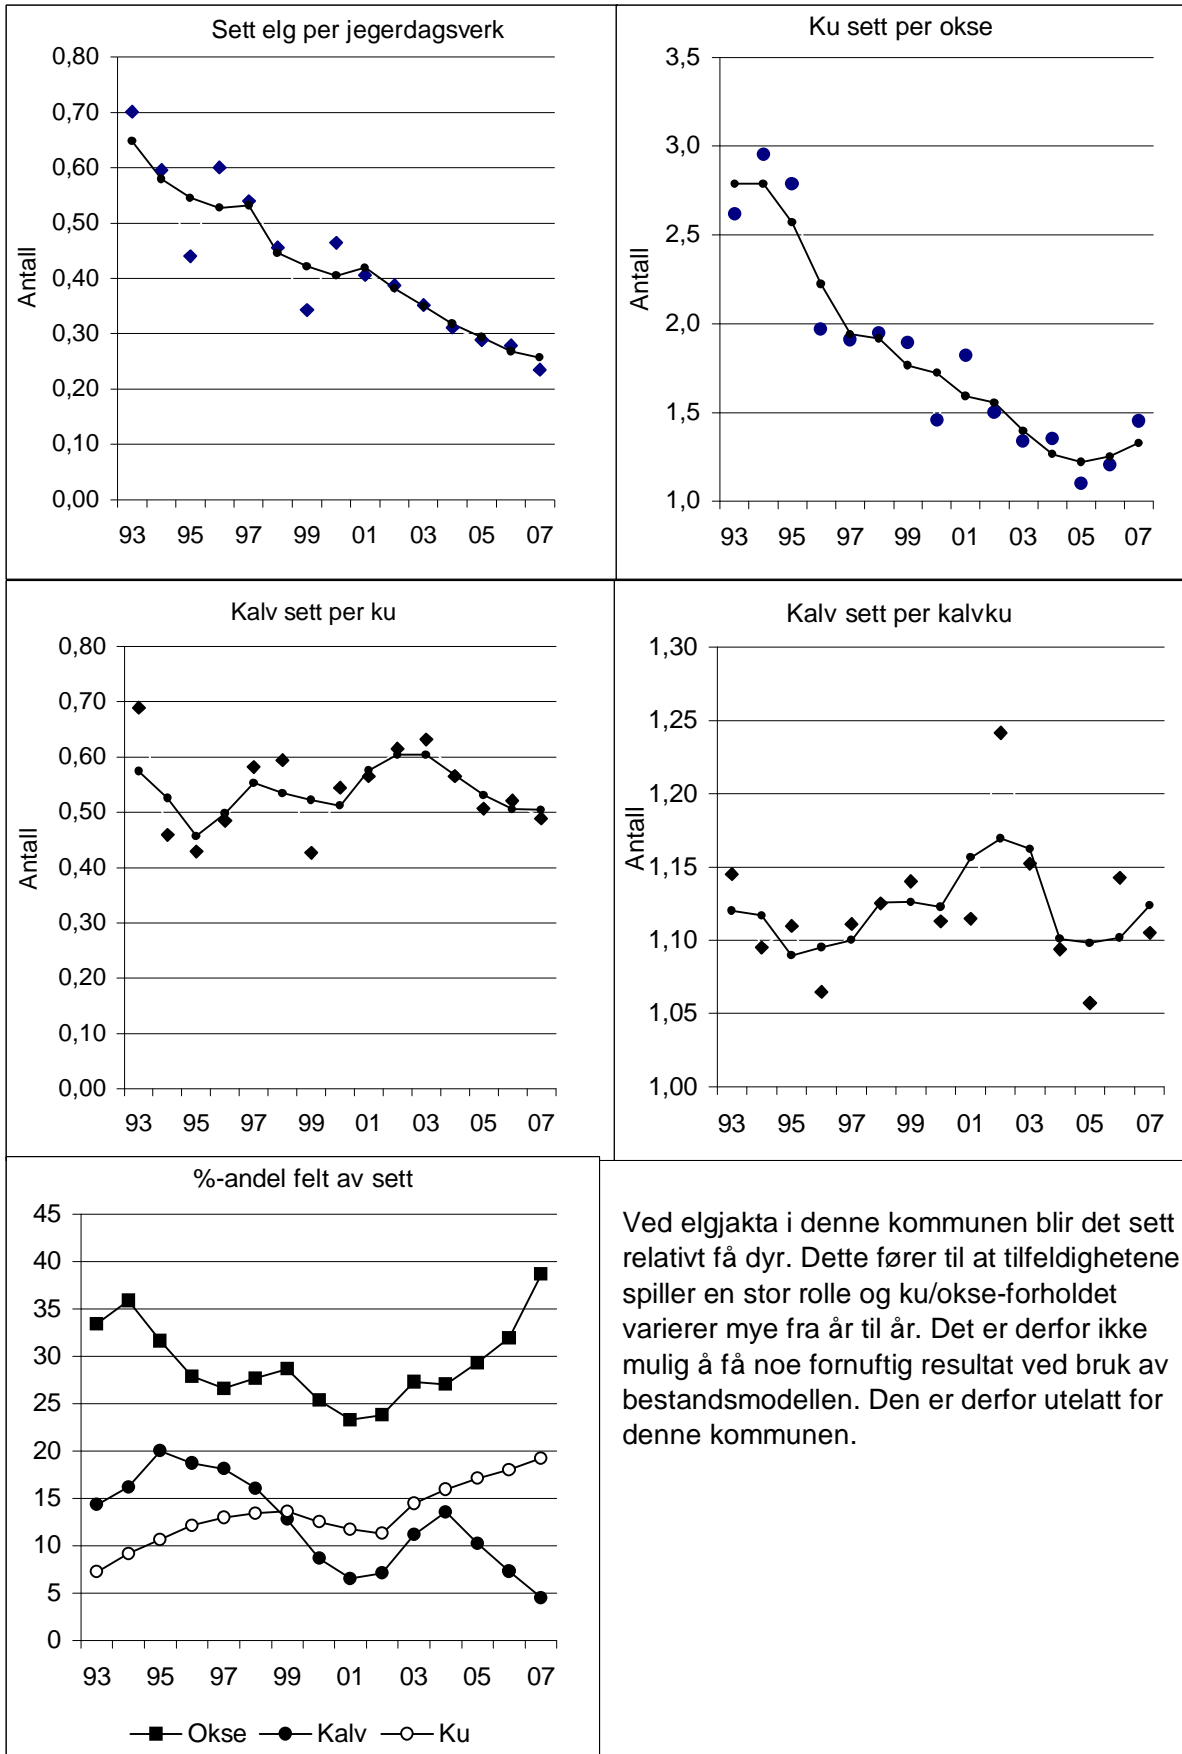 Sett elg per jegerdagsverk
0,80
0,70
0,60
0,50
0,40
0,30
0,20
0,10
0,00
Antall
93 95 97 99 01 03 05 07
Ku sett per okse
3,5
3,0
2,5
2,0
1,5
1,0
Antall
93 95 97 99 01 03 05 07
Kalv sett per ku
0,80
0,70
0,60
0,50
0,40
0,30
0,20
0,10
0,00
Antall
93 95 97 99 01 03 05 07
Kalv sett per kalvku
1,30
1,25
1,20
1,15
1,10
1,05
1,00
Antall
93 95 97 99 01 03 05 07
%-andel felt av sett
45
40
35
30
25
20
15
10
5
0
93 95 97 99 01 03 05 07
Okse Kalv Ku
Ved elgjakta i denne kommunen blir det sett
relativt få dyr. Dette fører til at tilfeldighetene
spiller en stor rolle og ku/okse-forholdet
varierer mye fra år til år. Det er derfor ikke
mulig å få noe fornuftig resultat ved bruk av
bestandsmodellen. Den er derfor utelatt for
denne kommunen.